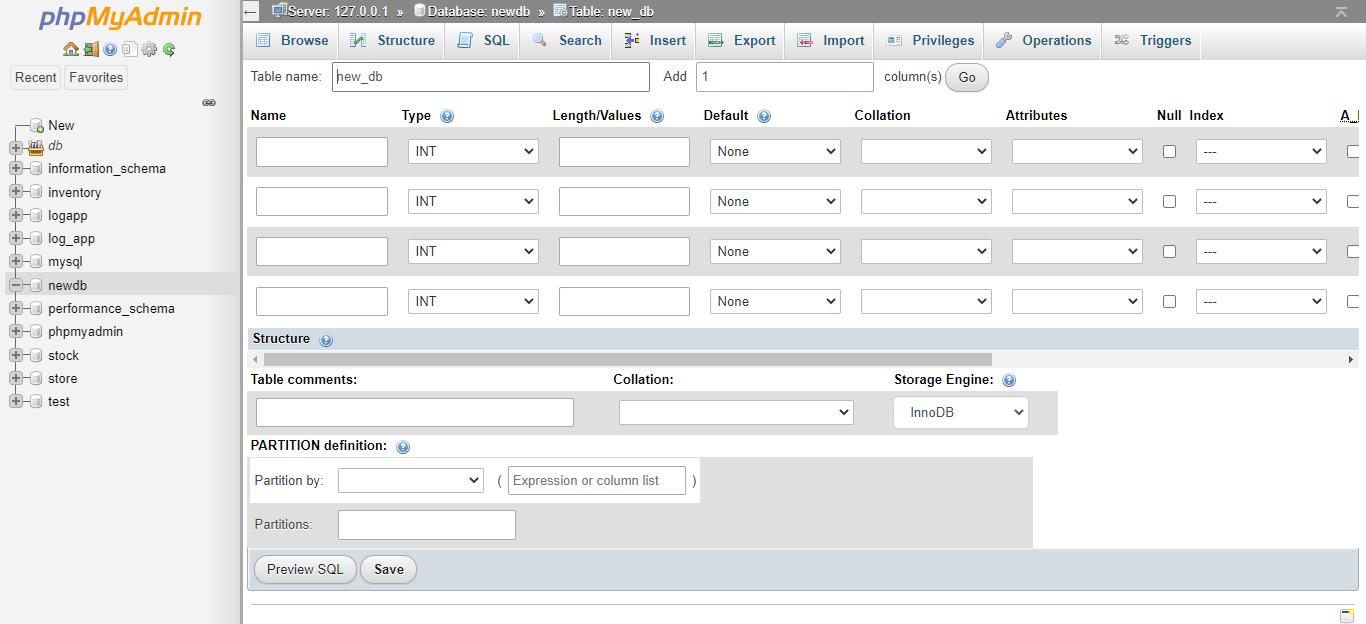 phpMyAdmin
Recent Favorites
New
db
information_schema
inventory
logapp
log_app
mysql
newdb
performance_schema
phpmyadmin
stock
store
test
Server: 127.0.0.1 » Database: newdb » Table: new_db
Browse Structure SQL Search Insert Export Import Privileges Operations Triggers
Table name: new_db Add 1 column(s) Go
Name Type Length/Values Default Collation Attributes Null Index A_I
INT None ---
INT None ---
INT None ---
INT None ---
Structure
Table comments: Collation: Storage Engine:
InnoDB
PARTITION definition:
Partition by: ( Expression or column list )
Partitions:
Preview SQL Save